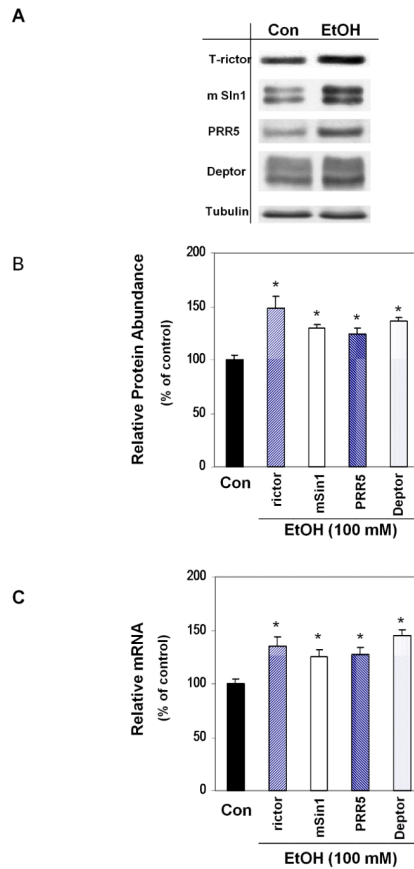 A
Con EtOH
T-rictor
m SIn1
PRR5
Deptor
Tubulin
B
Relative Protein Abundance
(% of control)
200
150
100
50
0
* * * *
Con
rictor
mSin1
PRR5
Deptor
EtOH (100 mM)
C
Relative mRNA
(% of control)
200
150
100
50
0
* * * *
Con
rictor
mSin1
PRR5
Deptor
EtOH (100 mM)